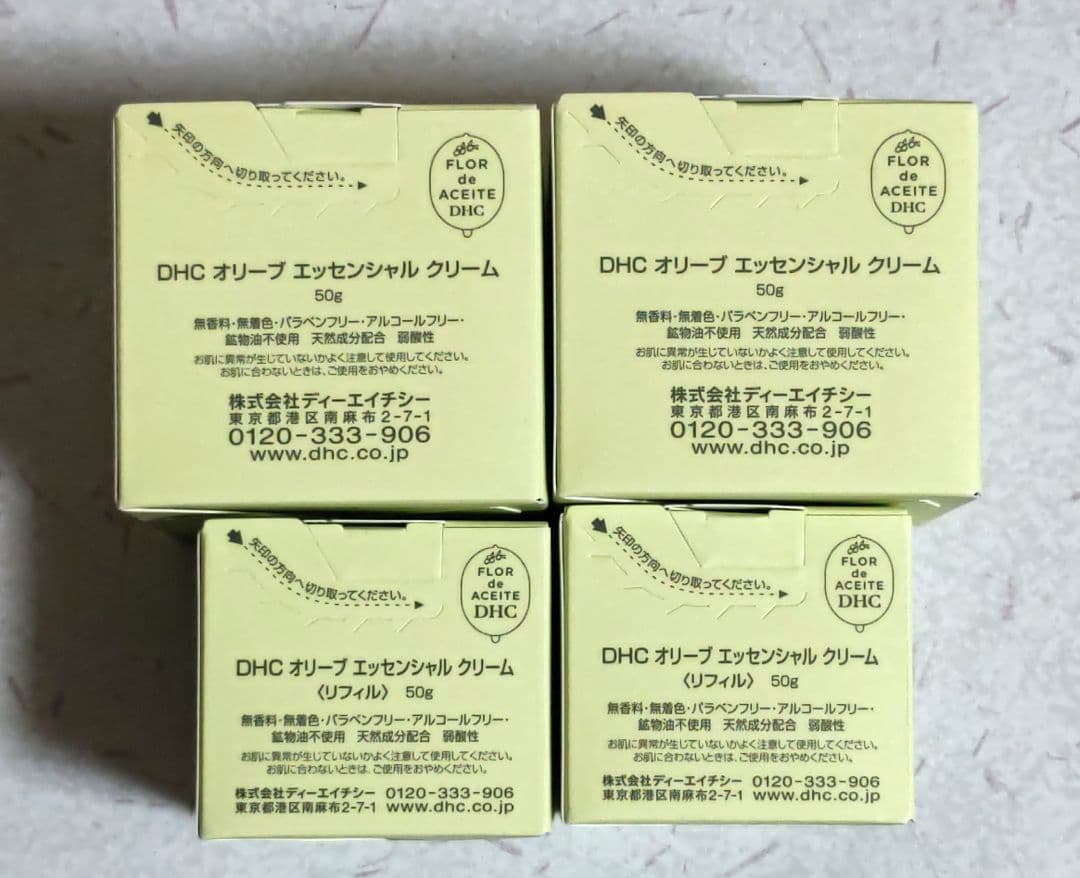 矢印の方向へ切り取ってください。
FLOR
de
ACEITE
DHC
DHC オリーブ エッセンシャル クリーム
50g
無香料・無着色・パラベンフリー・アルコールフリー・
鉱物油不使用 天然成分配合 弱酸性
お肌に異常が生じていないかよく注意して使用してください。
お肌に合わないときは、ご使用をおやめください。
株式会社ディーエイチシー
東京都港区南麻布2-7-1
0120-333-906
www.dhc.co.jp
矢印の方向へ切り取ってください。
FLOR
de
ACEITE
DHC
DHC オリーブ エッセンシャル クリーム
50g
無香料・無着色・パラベンフリー・アルコールフリー・
鉱物油不使用 天然成分配合 弱酸性
お肌に異常が生じていないかよく注意して使用してください。
お肌に合わないときは、ご使用をおやめください。
株式会社ディーエイチシー
東京都港区南麻布2-7-1
0120-333-906
www.dhc.co.jp
矢印の方向へ切り取ってください。
FLOR
de
ACEITE
DHC
DHC オリーブ エッセンシャル クリーム
〈リフィル〉 50g
無香料・無着色・パラベンフリー・アルコールフリー・
鉱物油不使用 天然成分配合 弱酸性
お肌に異常が生じていないかよく注意して使用してください。
お肌に合わないときは、ご使用をおやめください。
株式会社ディーエイチシー 0120-333-906
東京都港区南麻布2-7-1 www.dhc.co.jp
矢印の方向へ切り取ってください。
FLOR
de
ACEITE
DHC
DHC オリーブ エッセンシャル クリーム
〈リフィル〉 50g
無香料・無着色・パラベンフリー・アルコールフリー・
鉱物油不使用 天然成分配合 弱酸性
お肌に異常が生じていないかよく注意して使用してください。
お肌に合わないときは、ご使用をおやめください。
株式会社ディーエイチシー 0120-333-906
東京都港区南麻布2-7-1 www.dhc.co.jp